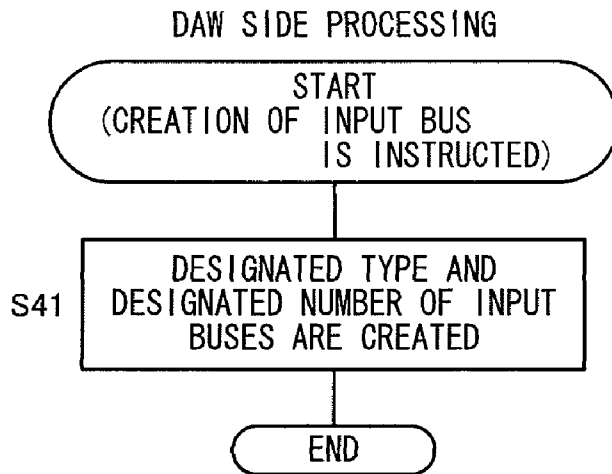 DAW SIDE PROCESSING
START
(CREATION OF INPUT BUS
IS INSTRUCTED)
S41
DESIGNATED TYPE AND
DESIGNATED NUMBER OF INPUT
BUSES ARE CREATED
END